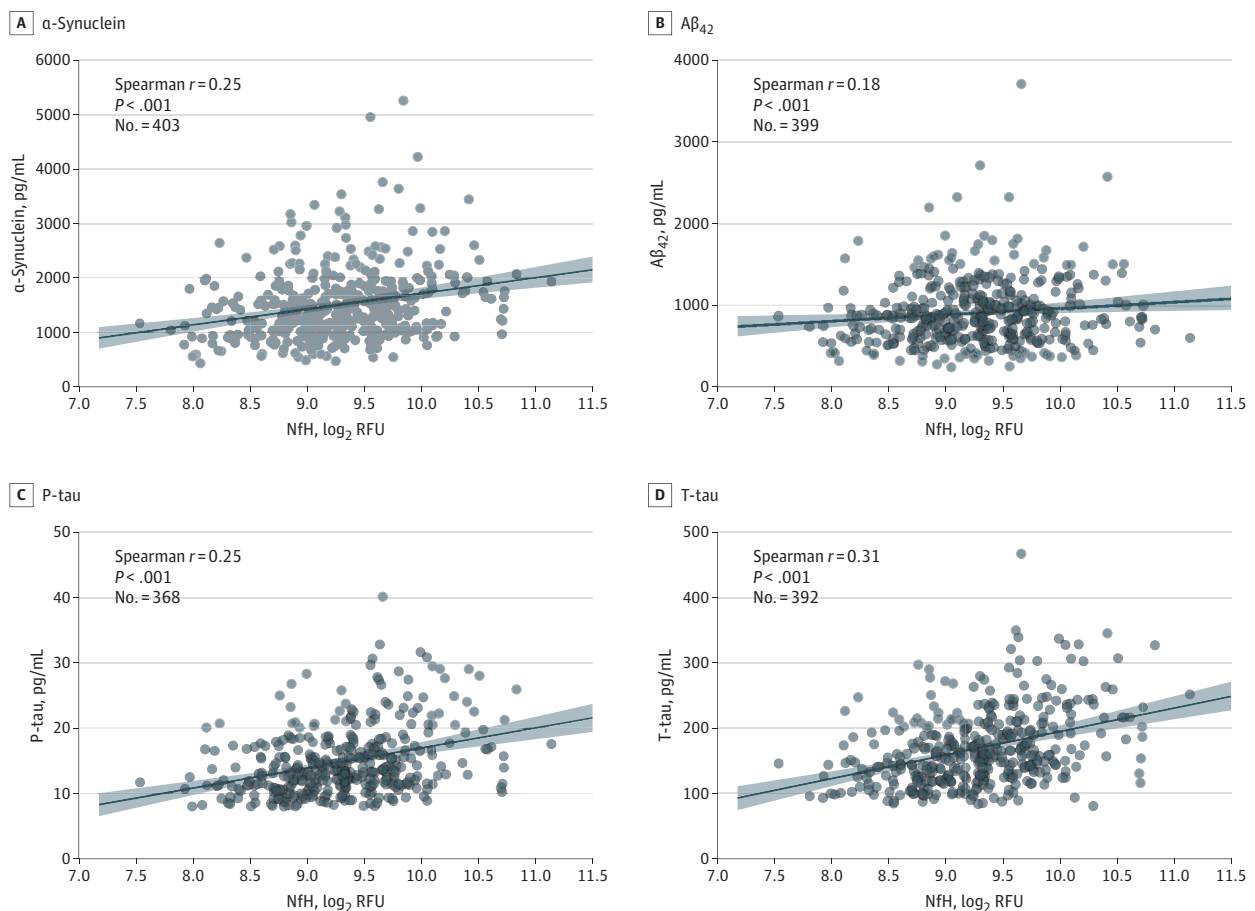 A α-Synuclein
6000
5000
4000
3000
2000
1000
0
α-Synuclein, pg/mL
Spearman r = 0.25
P < .001
No. = 403
7.0 8.0 8.5 9.0 9.5 10.0 10.5 11.0 11.5
NfH, log2 RFU
B Aβ42
4000
3000
2000
1000
0
Aβ42, pg/mL
Spearman r = 0.18
P < .001
No. = 399
7.0 7.5 8.0 8.5 9.0 9.5 10.0 10.5 11.0 11.5
NfH, log2 RFU
C P-tau
50
40
30
20
10
0
P-tau, pg/mL
Spearman r = 0.25
P < .001
No. = 368
7.0 8.0 8.5 9.0 9.5 10.0 10.5 11.0 11.5
NfH, log2 RFU
D T-tau
500
400
300
200
100
0
T-tau, pg/mL
Spearman r = 0.31
P < .001
No. = 392
7.0 7.5 8.0 8.5 9.0 9.5 10.0 10.5 11.0 11.5
NfH, log2 RFU